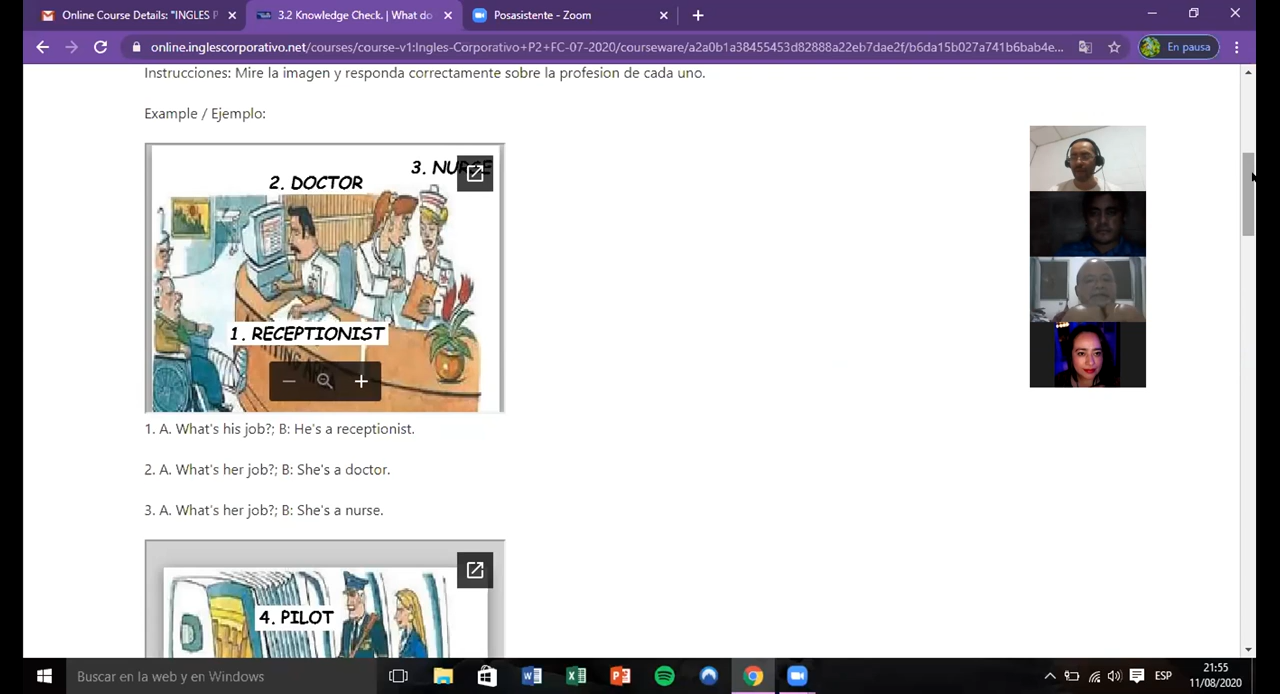 Online Course Details: "INGLES P
3.2 Knowledge Check. | What do
Posasistente - Zoom
online.inglescorporativo.net/courses/course-v1:Ingles-Corporativo+P2+FC-07-2020/courseware/a2a0b1a38455453d82888a22eb7dae2f/b6da15b027a741b6bab4e...
En pausa
Instrucciones: Mire la imagen y responda correctamente sobre la profesion de cada uno.
Example / Ejemplo:
3. NURSE
2. DOCTOR
1. RECEPTIONIST
1. A. What's his job?; B: He's a receptionist.
2. A. What's her job?; B: She's a doctor.
3. A. What's her job?; B: She's a nurse.
4. PILOT
Buscar en la web y en Windows
ESP
21:55
11/08/2020